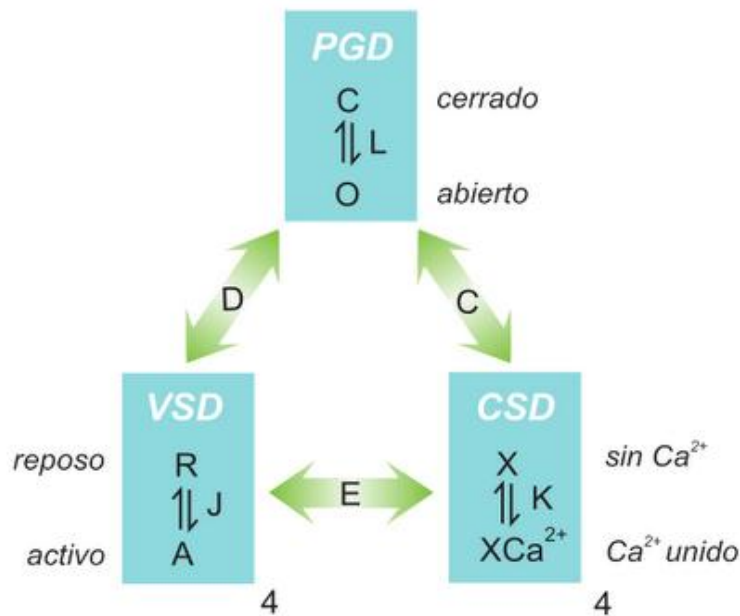 PGD
C cerrado
L
O abierto
D C
VSD CSD
reposo R X sin Ca²⁺
J E K
activo A XCa²⁺ Ca²⁺ unido
4 4